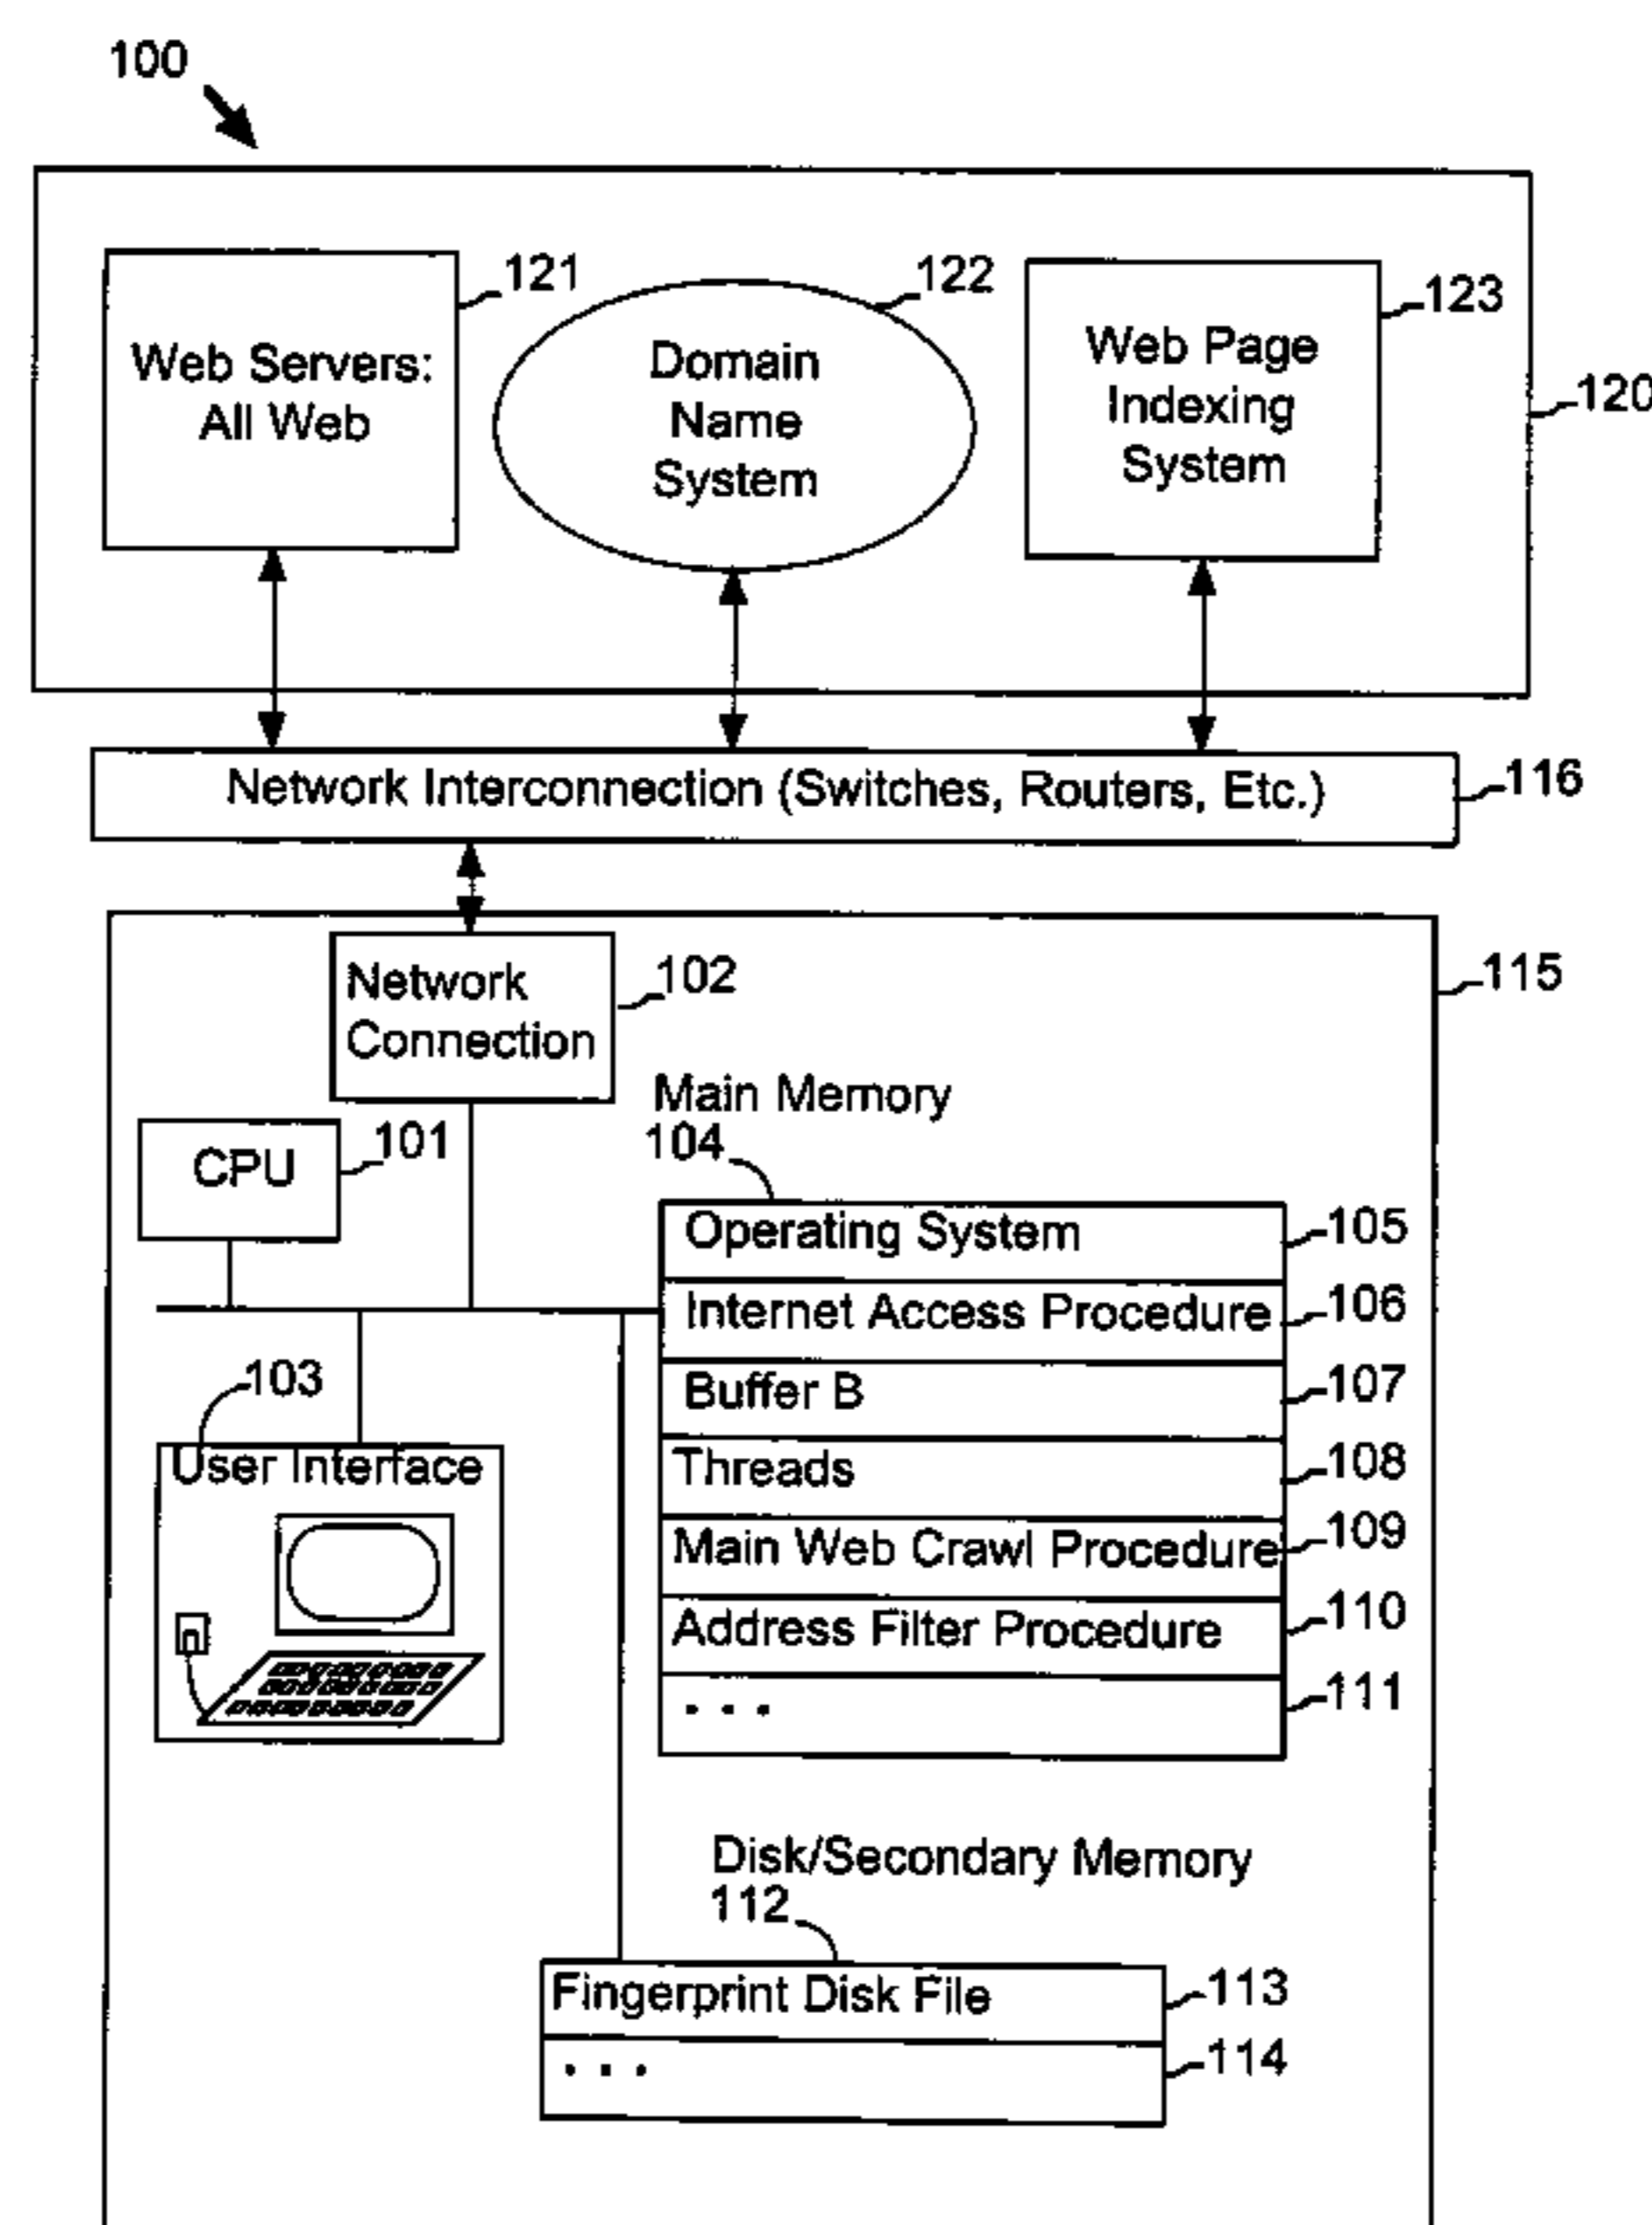 100
121
122
123
Web Servers:
All Web
Domain
Name
System
Web Page
Indexing
System
120
Network Interconnection (Switches, Routers, Etc.)
116
Network
Connection
102
115
Main Memory
104
CPU
101
Operating System
105
Internet Access Procedure
106
Buffer B
107
Threads
108
Main Web Crawl Procedure
109
Address Filter Procedure
110
. . .
111
103
User Interface
Disk/Secondary Memory
112
Fingerprint Disk File
113
. . .
114